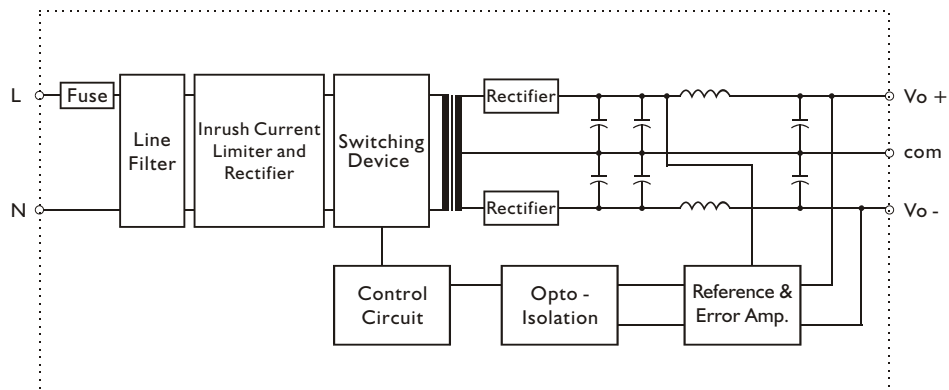 L
Fuse
Line
Filter
Inrush Current
Limiter and
Rectifier
Switching
Device
Rectifier
Vo +
com
N
Rectifier
Vo -
Control
Circuit
Opto -
Isolation
Reference &
Error Amp.